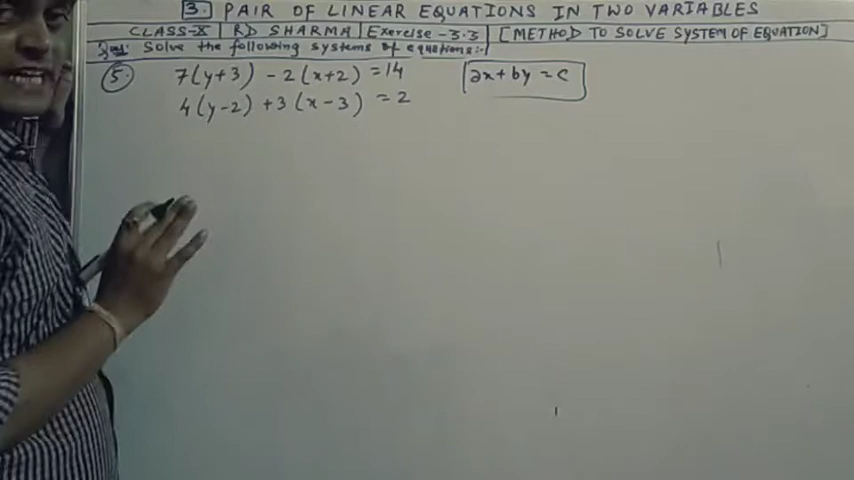 3. PAIR OF LINEAR EQUATIONS IN TWO VARIABLES
CLASS-X | RD SHARMA | Exercise-3.3 | [METHOD TO SOLVE SYSTEM OF EQUATION]
Que: Solve the following systems of equations:-
5. 7(y+3) - 2(x+2) = 14
ax+by = c
4(y-2) + 3(x-3) = 2